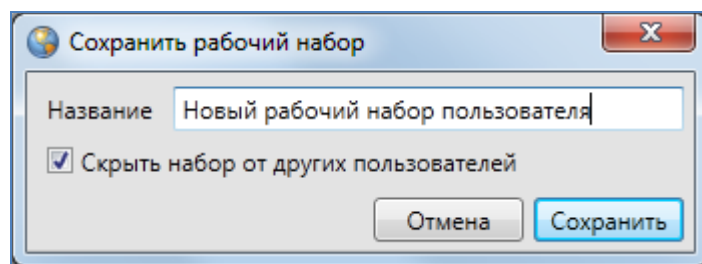 Сохранить рабочий набор
Название Новый рабочий набор пользователя
Скрыть набор от других пользователей
Отмена Сохранить